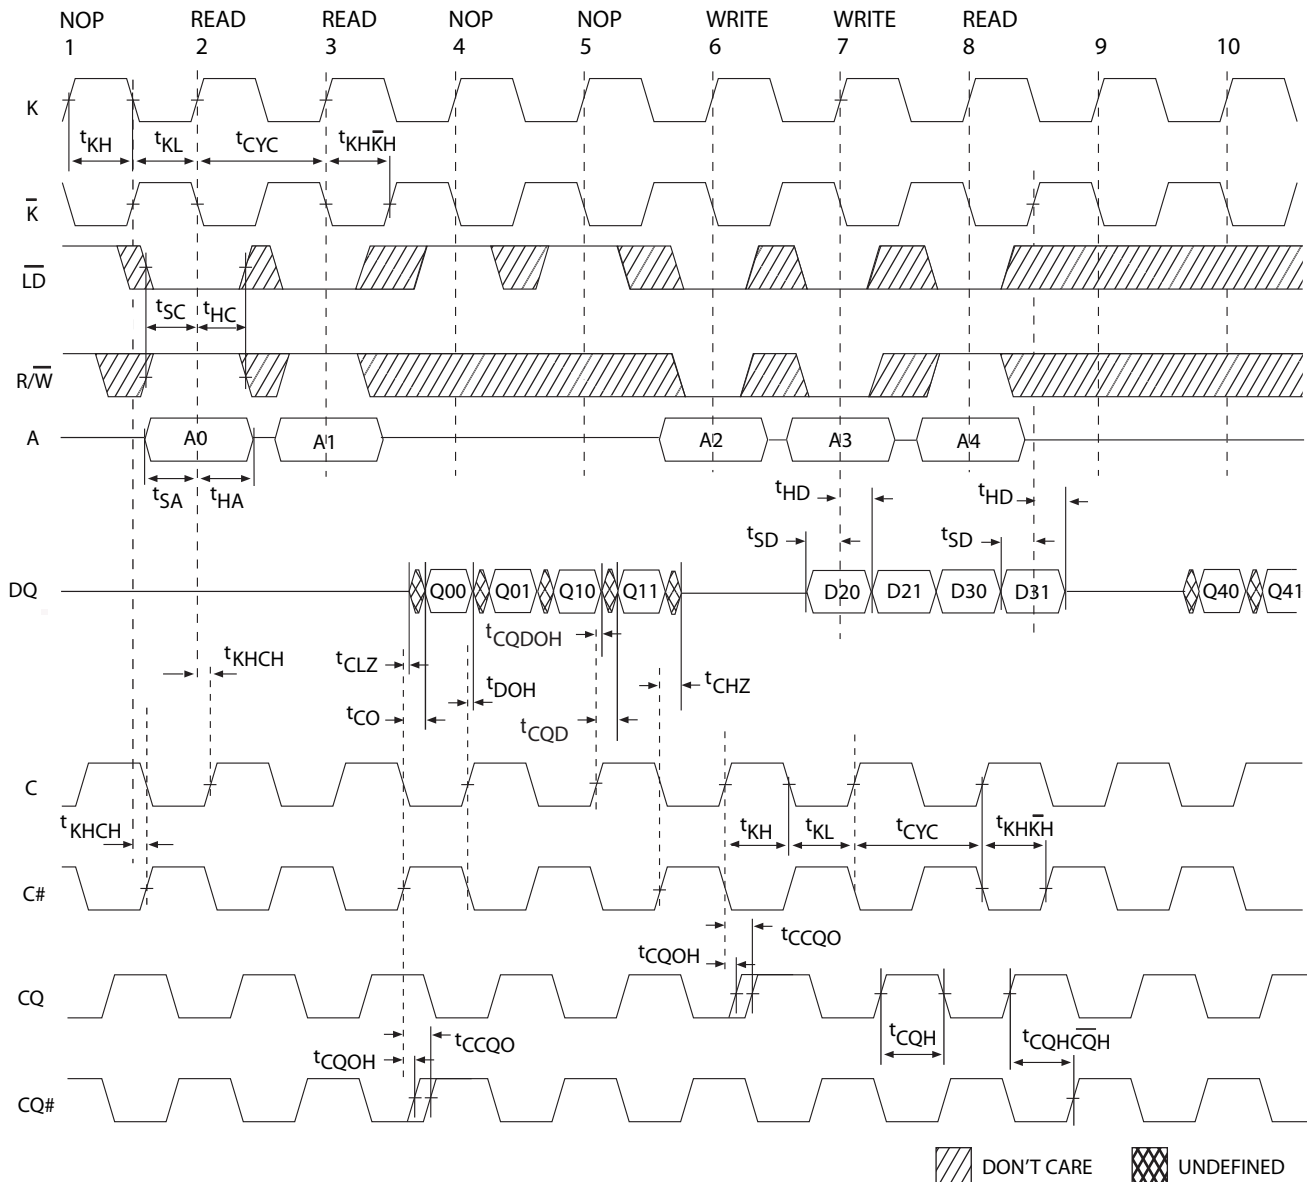 NOP READ READ NOP NOP WRITE WRITE READ
1 2 3 4 5 6 7 8 9 10
K
tKH tKL tCYC tKHK̅H
K̅
L̅D̅
tSC tHC
R/W̅
A A0 A1 A2 A3 A4
tSA tHA tHD tHD
tSD tSD
DQ Q00 Q01 Q10 Q11 D20 D21 D30 D31 Q40 Q41
tCQDOH
tKHCH tCLZ tDOH tCHZ
tCO tCQD
C
tKHCH tKH tKL tCYC tKHK̅H
C#
tCCQO
tCQOH
CQ
tCCQO tCQH tCQHC̅Q̅H
tCQOH
CQ#
DON'T CARE UNDEFINED